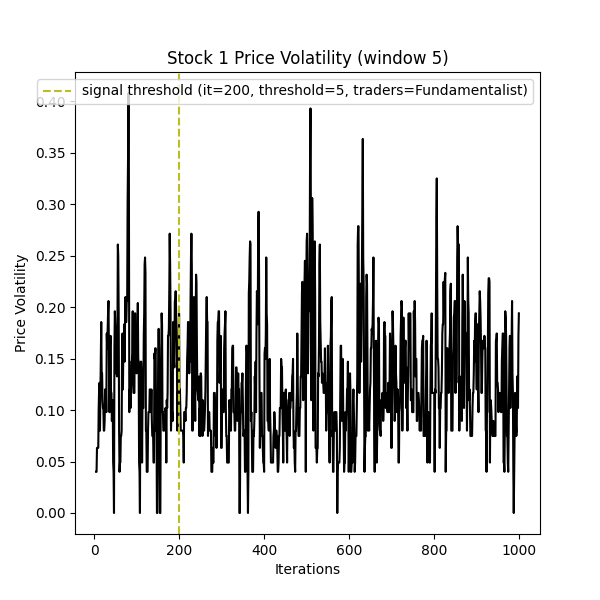 Stock 1 Price Volatility (window 5)
signal threshold (it=200, threshold=5, traders=Fundamentalist)
0.40
0.35
0.30
0.25
0.20
0.15
0.10
0.05
0.00
Price Volatility
0 200 400 600 800 1000
Iterations